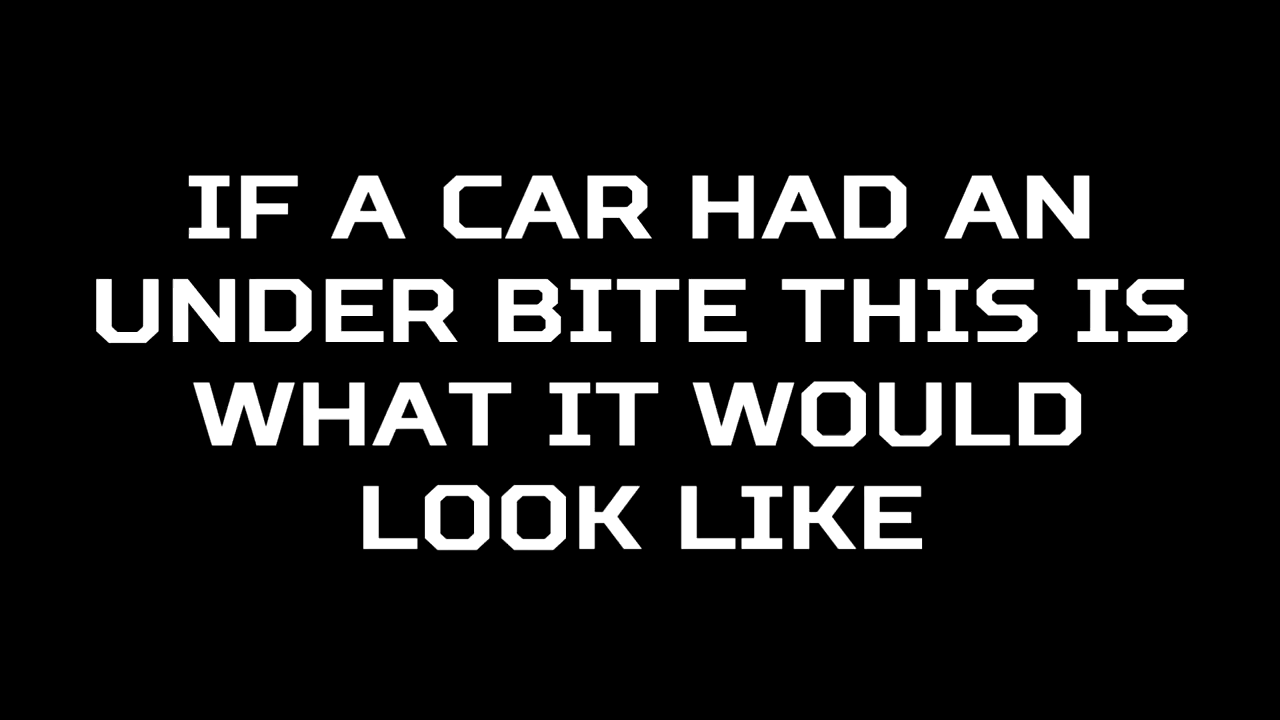 IF A CAR HAD AN
UNDER BITE THIS IS
WHAT IT WOULD
LOOK LIKE